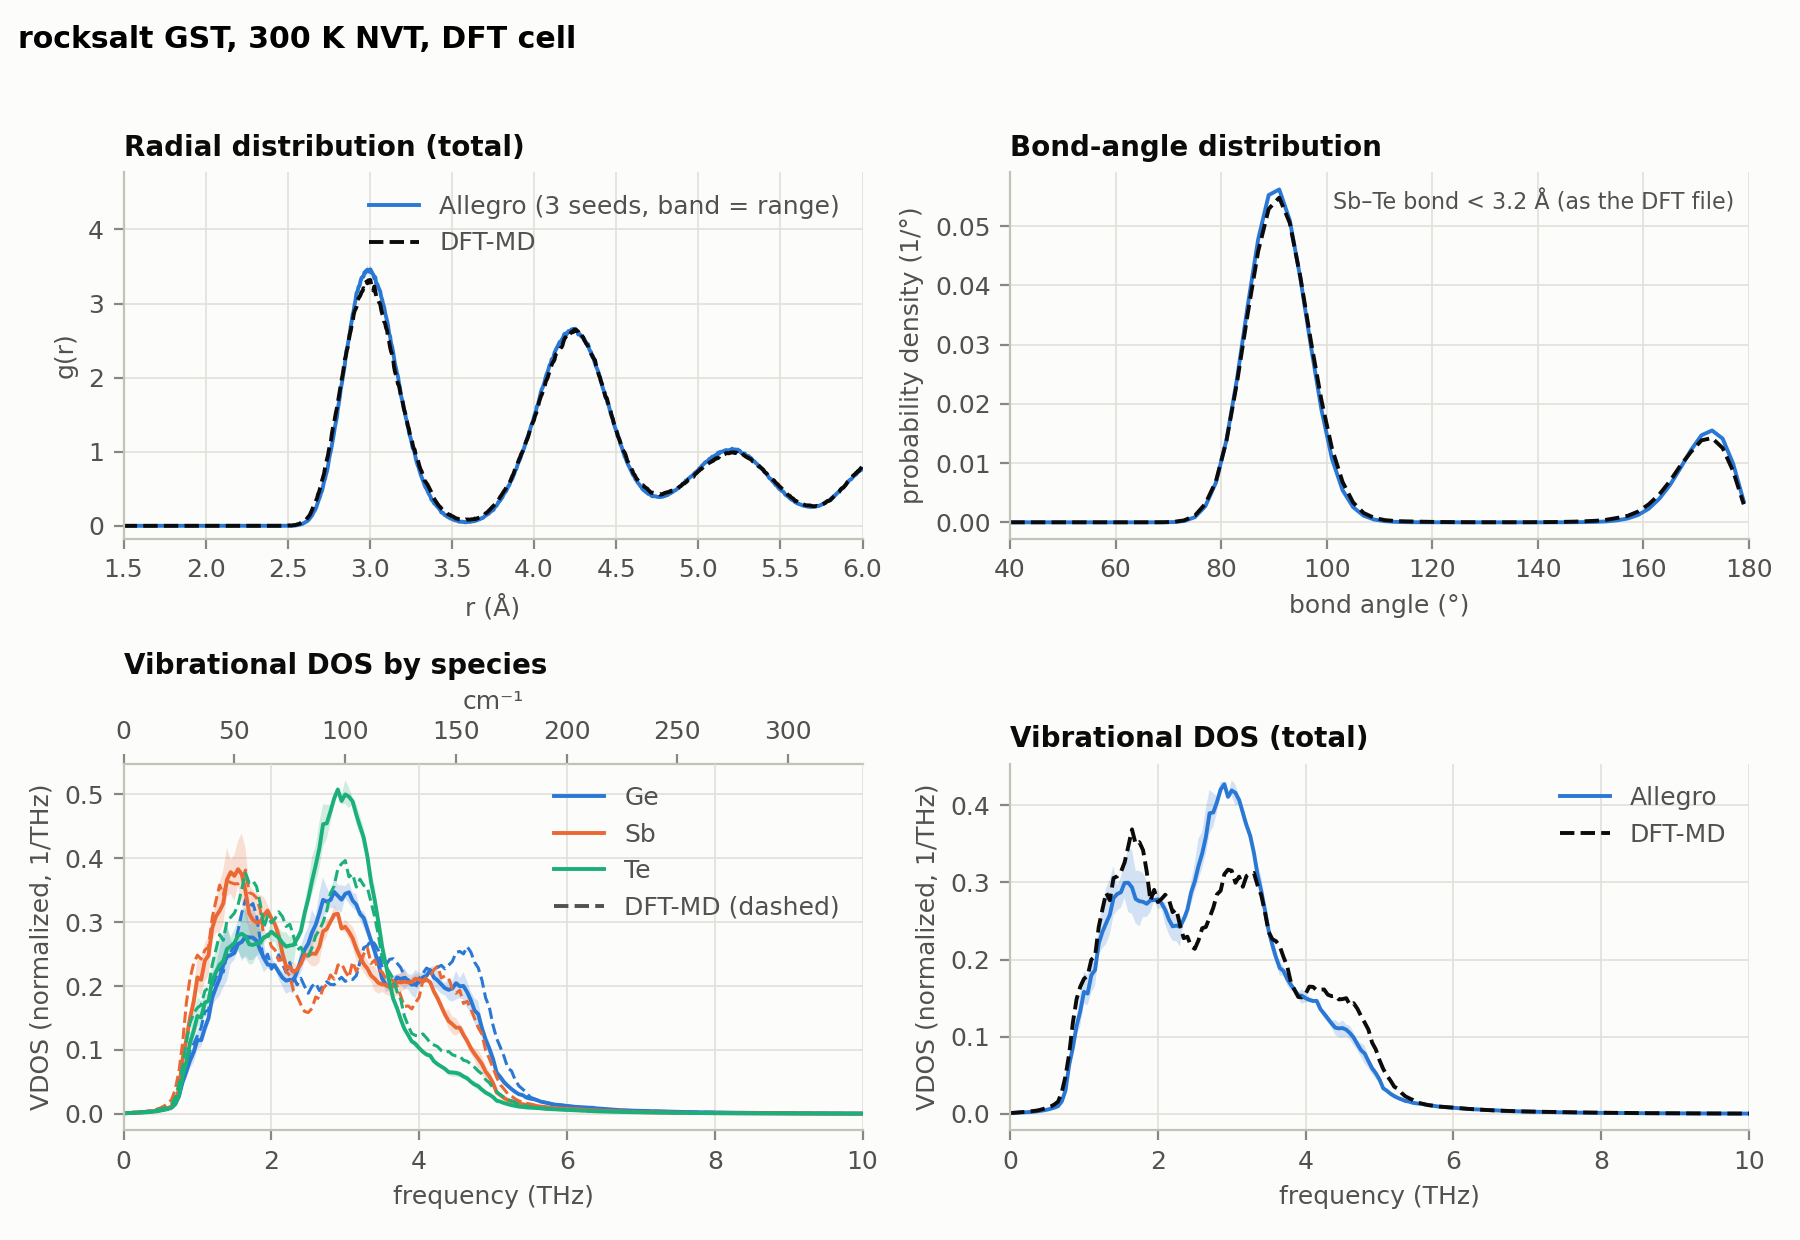 rocksalt GST, 300 K NVT, DFT cell
Radial distribution (total)
Allegro (3 seeds, band = range)
DFT-MD
g(r)
4
3
2
1
0
1.5 2.0 2.5 3.0 3.5 4.0 4.5 5.0 5.5 6.0
r (Å)
Bond-angle distribution
Sb–Te bond < 3.2 Å (as the DFT file)
probability density (1/°)
0.05
0.04
0.03
0.02
0.01
0.00
40 60 80 100 120 140 160 180
bond angle (°)
Vibrational DOS by species
cm⁻¹
0 50 100 150 200 250 300
Ge
Sb
Te
DFT-MD (dashed)
VDOS (normalized, 1/THz)
0.5
0.4
0.3
0.2
0.1
0.0
0 2 4 6 8 10
frequency (THz)
Vibrational DOS (total)
Allegro
DFT-MD
VDOS (normalized, 1/THz)
0.4
0.3
0.2
0.1
0.0
0 2 4 6 8 10
frequency (THz)